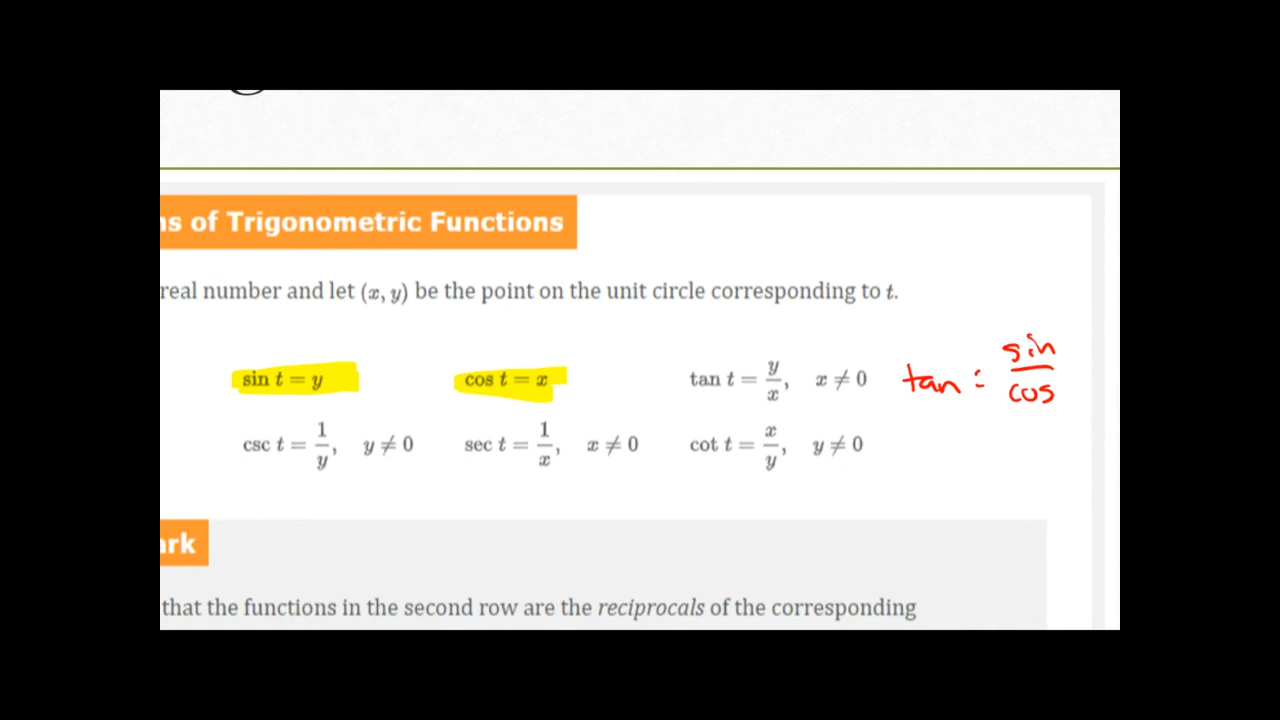 ns of Trigonometric Functions
real number and let (x, y) be the point on the unit circle corresponding to t.
sin t = y cos t = x tan t = y/x, x ≠ 0 tan = sin/cos
csc t = 1/y, y ≠ 0 sec t = 1/x, x ≠ 0 cot t = x/y, y ≠ 0
ark
that the functions in the second row are the reciprocals of the corresponding